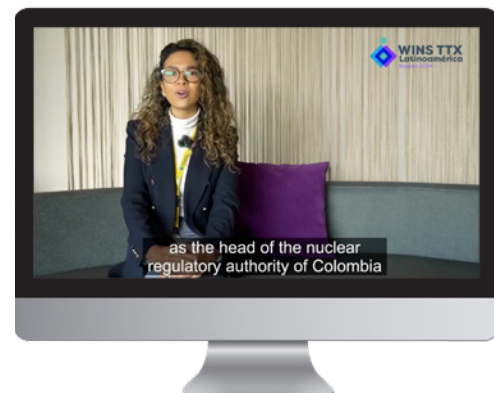 WINS TTX
Latinoamérica
as the head of the nuclear
regulatory authority of Colombia